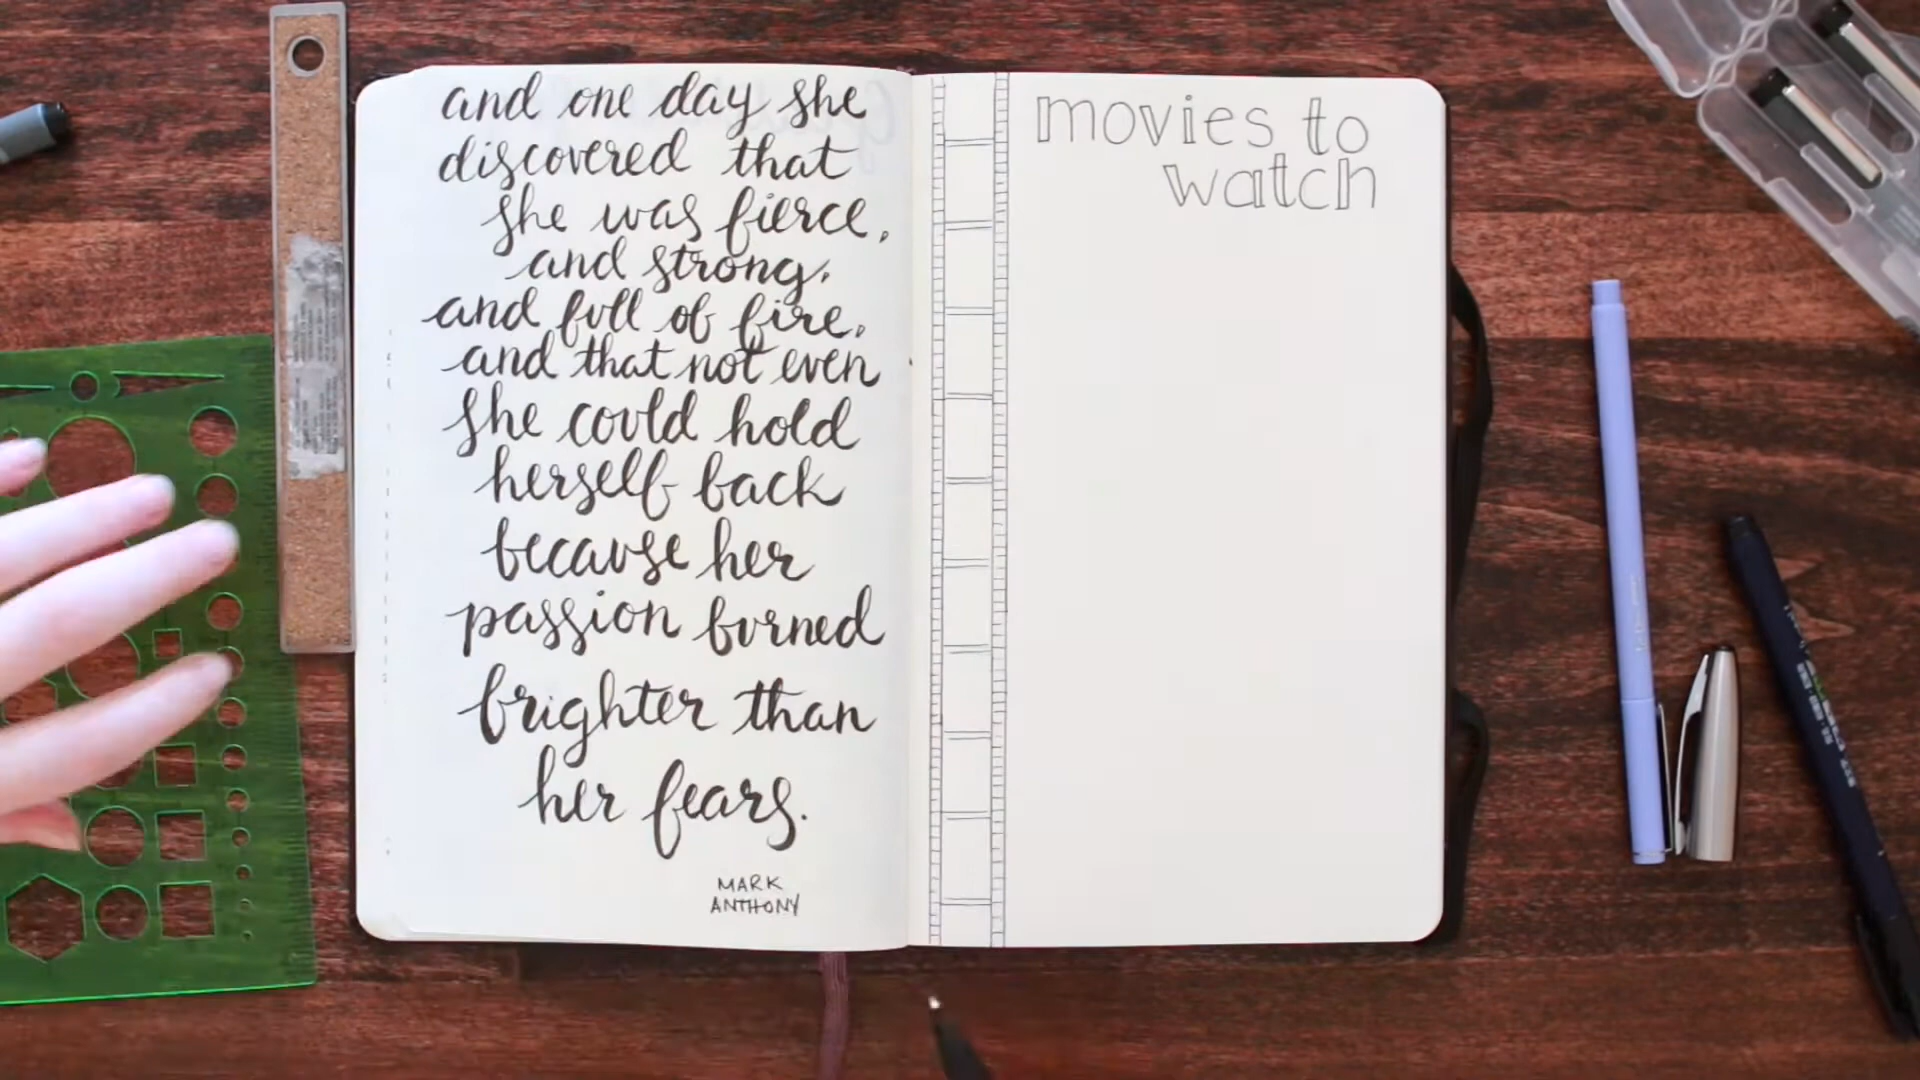 and one day she
discovered that
she was fierce,
and strong,
and full of fire,
and that not even
she could hold
herself back
because her
passion burned
brighter than
her fears.
MARK
ANTHONY
movies to
watch